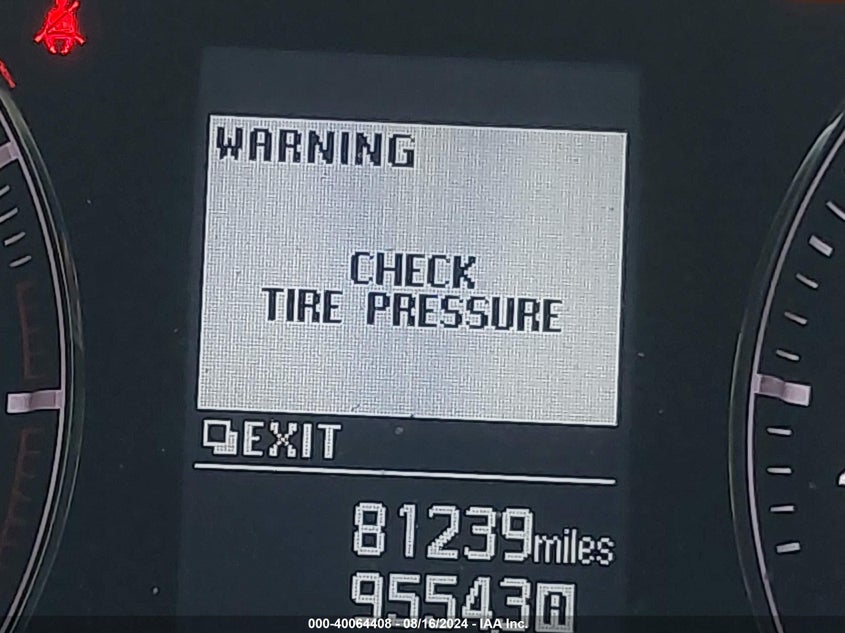 WARNING
CHECK
TIRE PRESSURE
EXIT
81239miles
95543A
000-40064408 - 08/16/2024 - IAA Inc.